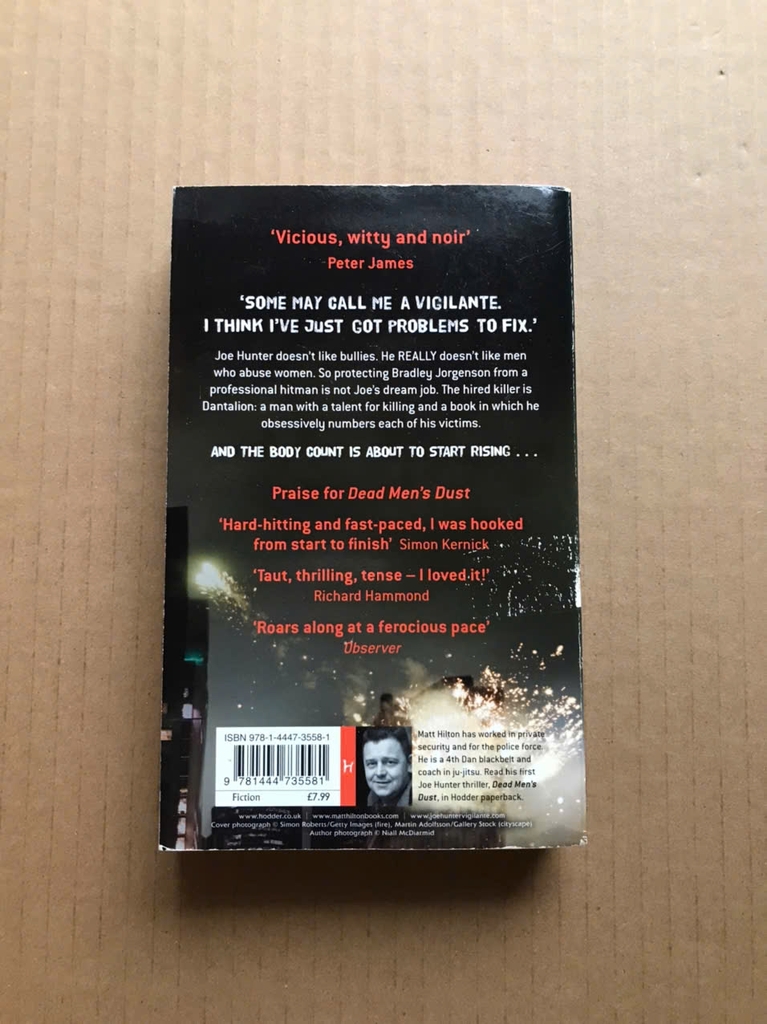 ‘Vicious, witty and noir’
Peter James
‘SOME MAY CALL ME A VIGILANTE.
I THINK I’VE JUST GOT PROBLEMS TO FIX.’
Joe Hunter doesn’t like bullies. He REALLY doesn’t like men
who abuse women. So protecting Bradley Jorgenson from a
professional hitman is not Joe’s dream job. The hired killer is
Dantalion: a man with a talent for killing and a book in which he
obsessively numbers each of his victims.
AND THE BODY COUNT IS ABOUT TO START RISING . . .
Praise for Dead Men’s Dust
‘Hard-hitting and fast-paced, I was hooked
from start to finish’ Simon Kernick
‘Taut, thrilling, tense – I loved it!’
Richard Hammond
‘Roars along at a ferocious pace’
Observer
ISBN 978-1-4447-3558-1
9 781444 735581
Fiction £7.99
H
Matt Hilton has worked in private
security and for the police force.
He is a 4th Dan blackbelt and
coach in ju-jitsu. Read his first
Joe Hunter thriller, Dead Men’s
Dust, in Hodder paperback.
www.hodder.co.uk | www.matthiltonbooks.com | www.joehuntervigilante.com
Cover photograph © Simon Roberts/Getty Images (fire), Martin Adolfsson/Gallery Stock (cityscape)
Author photograph © Niall McDiarmid